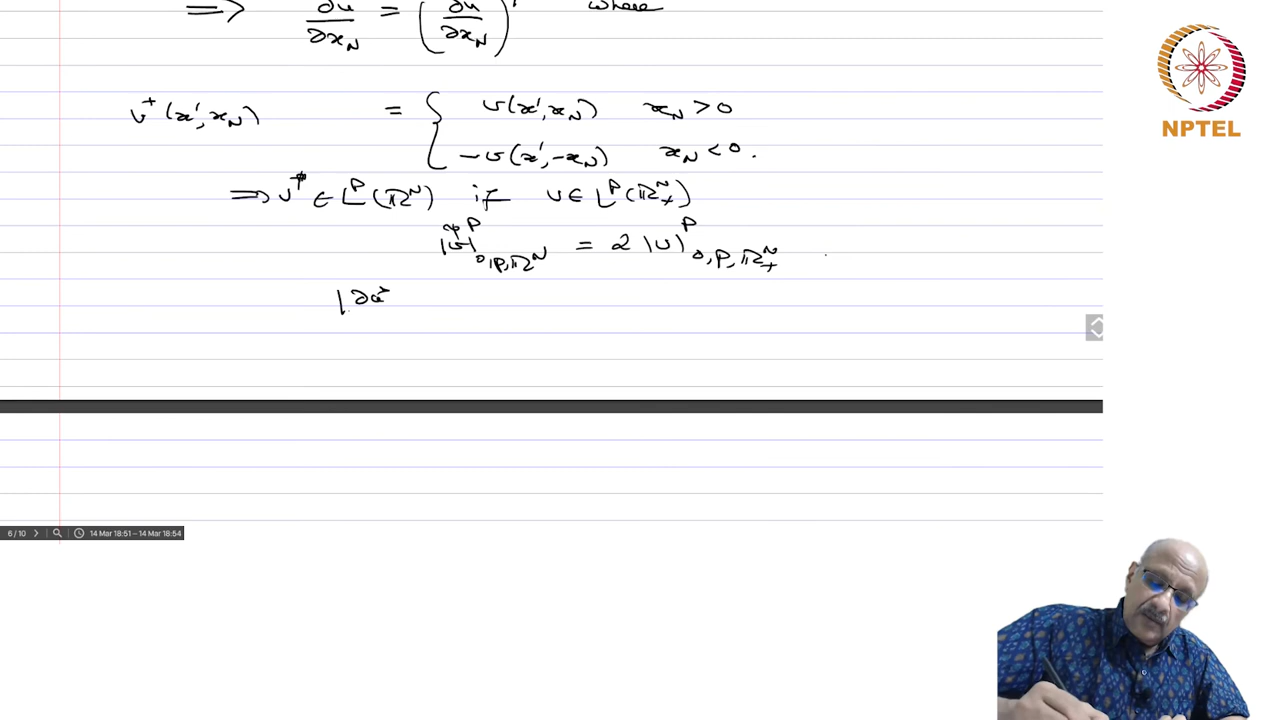 ⟹ ∂u/∂x_N = (∂u/∂x_N) where
v⁺(x', x_N) = { v(x', x_N) x_N > 0
-v(x', -x_N) x_N < 0.
⟹ v⁺ ∈ L^P(ℝ^N) if v ∈ L^P(ℝ^N_+)
|v⁺|^P_{0,P,ℝ^N} = 2 |v|^P_{0,P,ℝ^N_+}
|∂u*
NPTEL
6 / 10 14 Mar 18:51 – 14 Mar 18:54